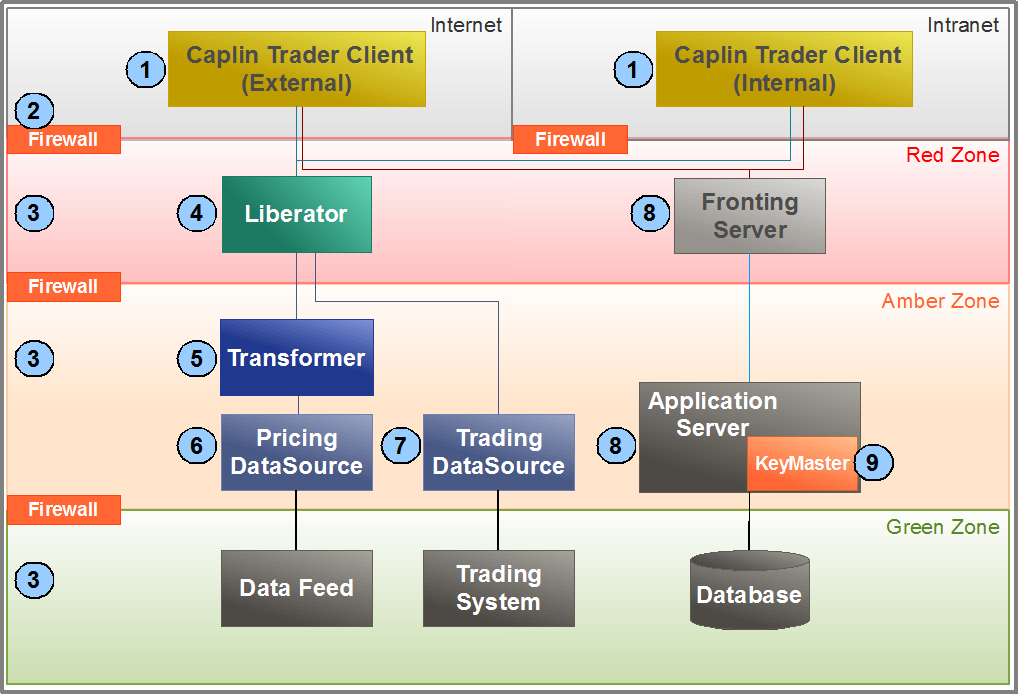 Internet
Intranet
1
Caplin Trader Client
(External)
1
Caplin Trader Client
(Internal)
2
Firewall
Firewall
Red Zone
3
4
Liberator
8
Fronting
Server
Firewall
Amber Zone
3
5
Transformer
6
Pricing
DataSource
7
Trading
DataSource
8
Application
Server
KeyMaster
9
Firewall
Green Zone
3
Data Feed
Trading
System
Database